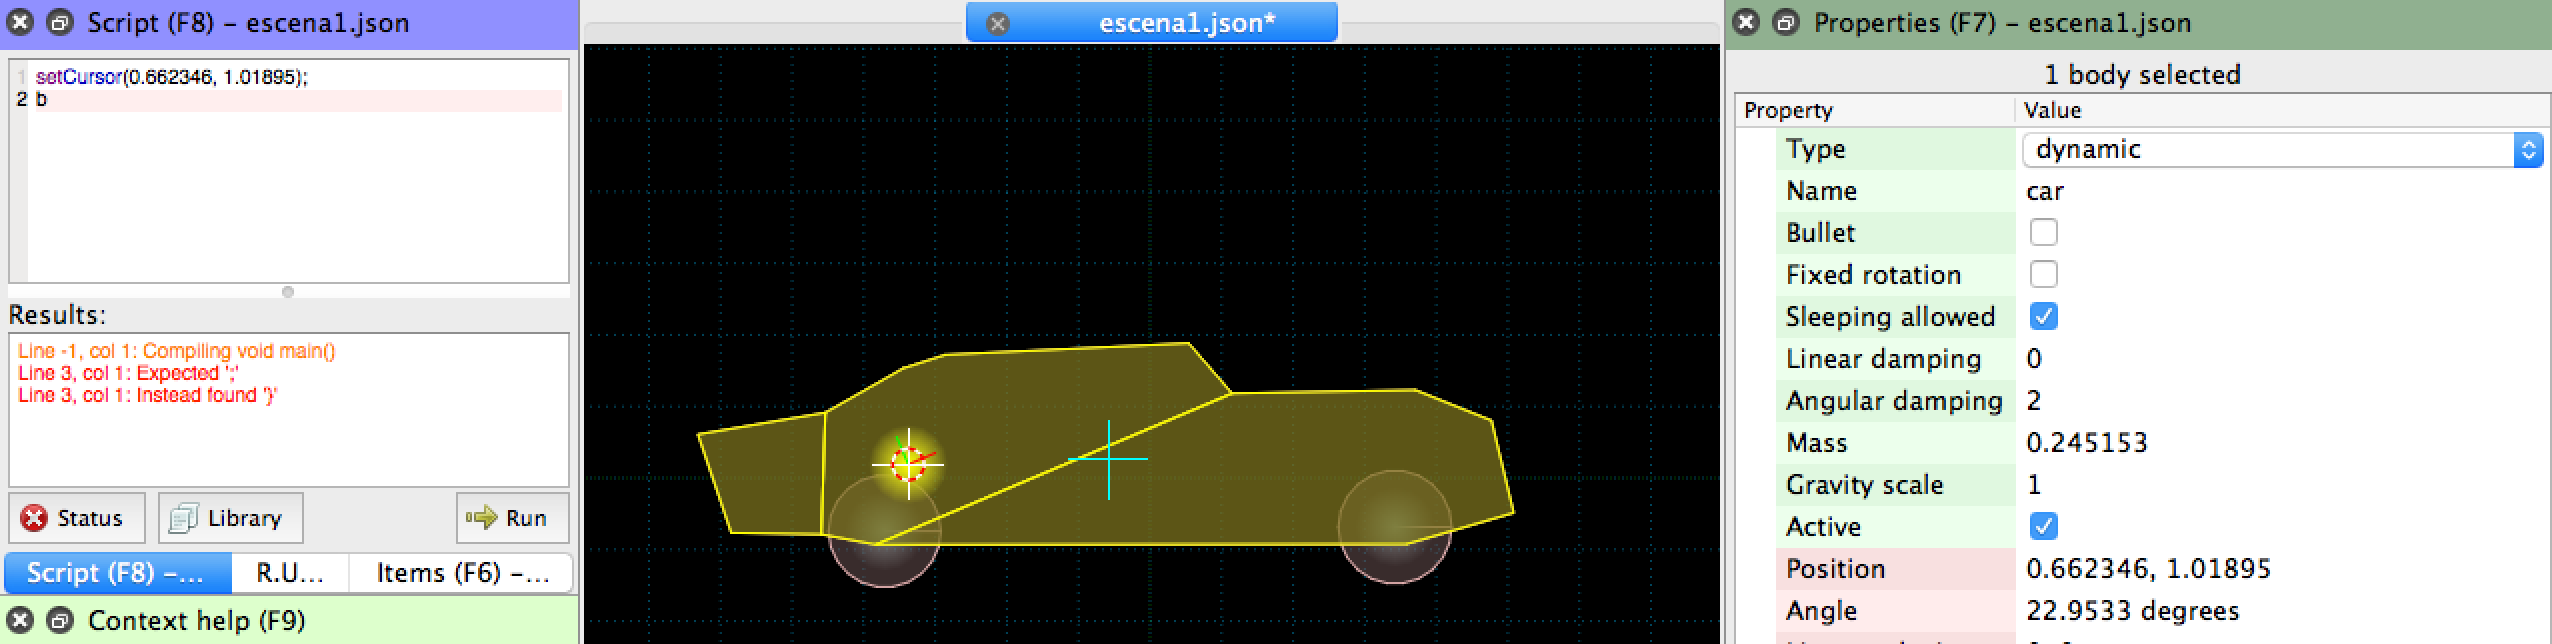 Script (F8) – escena1.json
1 setCursor(0.662346, 1.01895);
2 b
Results:
Line -1, col 1: Compiling void main()
Line 3, col 1: Expected ';'
Line 3, col 1: Instead found '}'
Status
Library
Run
Script (F8) –...
R.U...
Items (F6) –...
Context help (F9)
escena1.json*
Properties (F7) – escena1.json
1 body selected
Property Value
Type dynamic
Name car
Bullet
Fixed rotation
Sleeping allowed
Linear damping 0
Angular damping 2
Mass 0.245153
Gravity scale 1
Active
Position 0.662346, 1.01895
Angle 22.9533 degrees